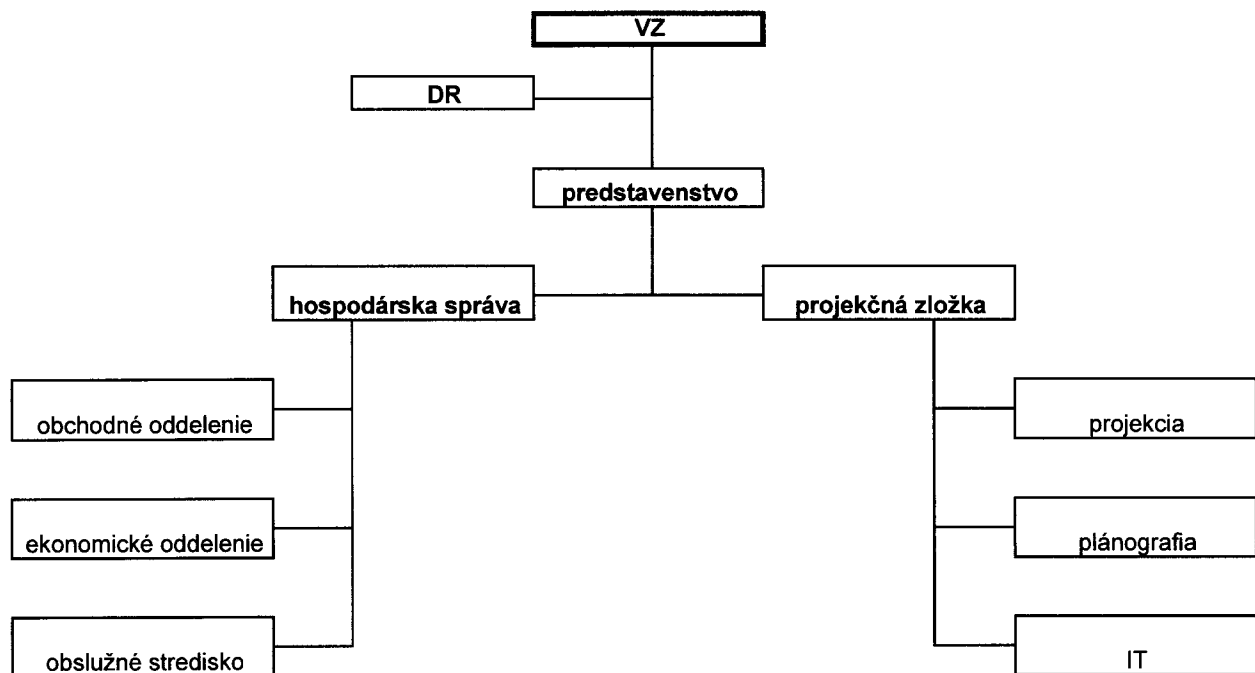 VZ
DR
predstavenstvo
hospodárska správa
projekčná zložka
obchodné oddelenie
projekcia
ekonomické oddelenie
plánografia
obslužné stredisko
IT